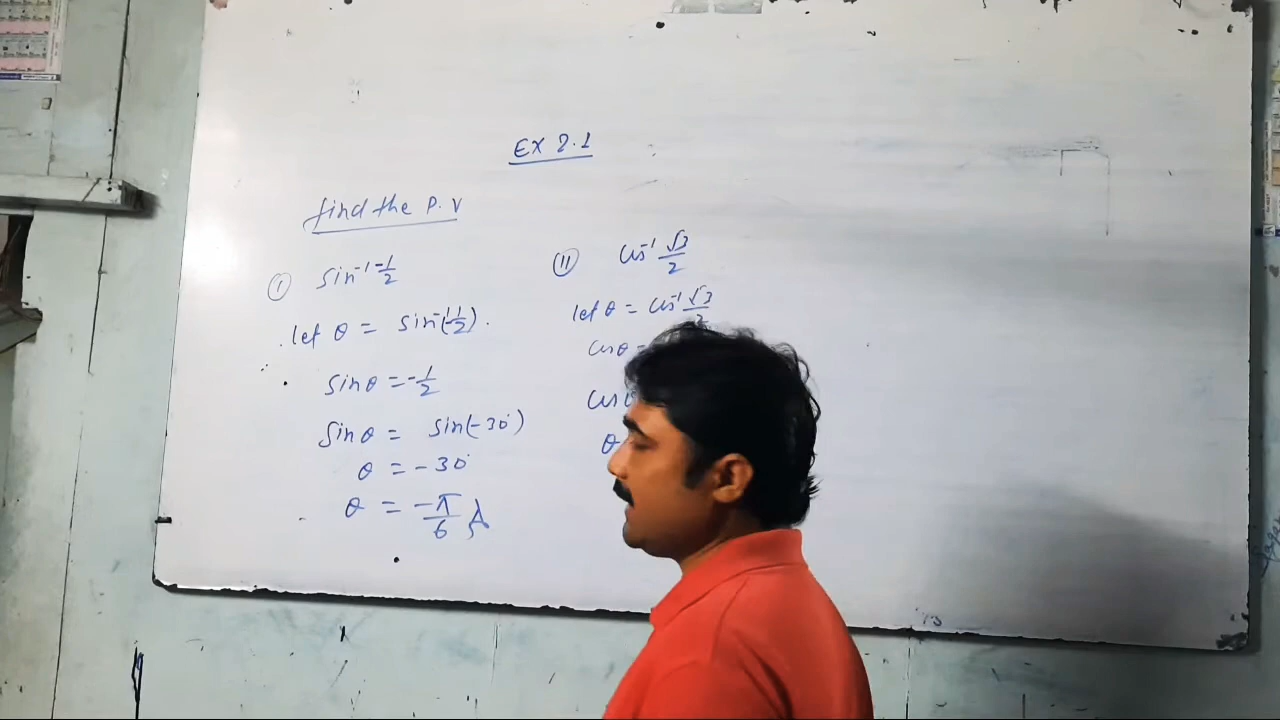 EX 2.1
find the P.V
① sin⁻¹ -1/2
let θ = sin⁻¹(-1/2).
sinθ = -1/2
sinθ = sin(-30°)
θ = -30°
θ = -π/6
② cos⁻¹ √3/2
let θ = cos⁻¹ √3/2
cosθ =
cos
θ